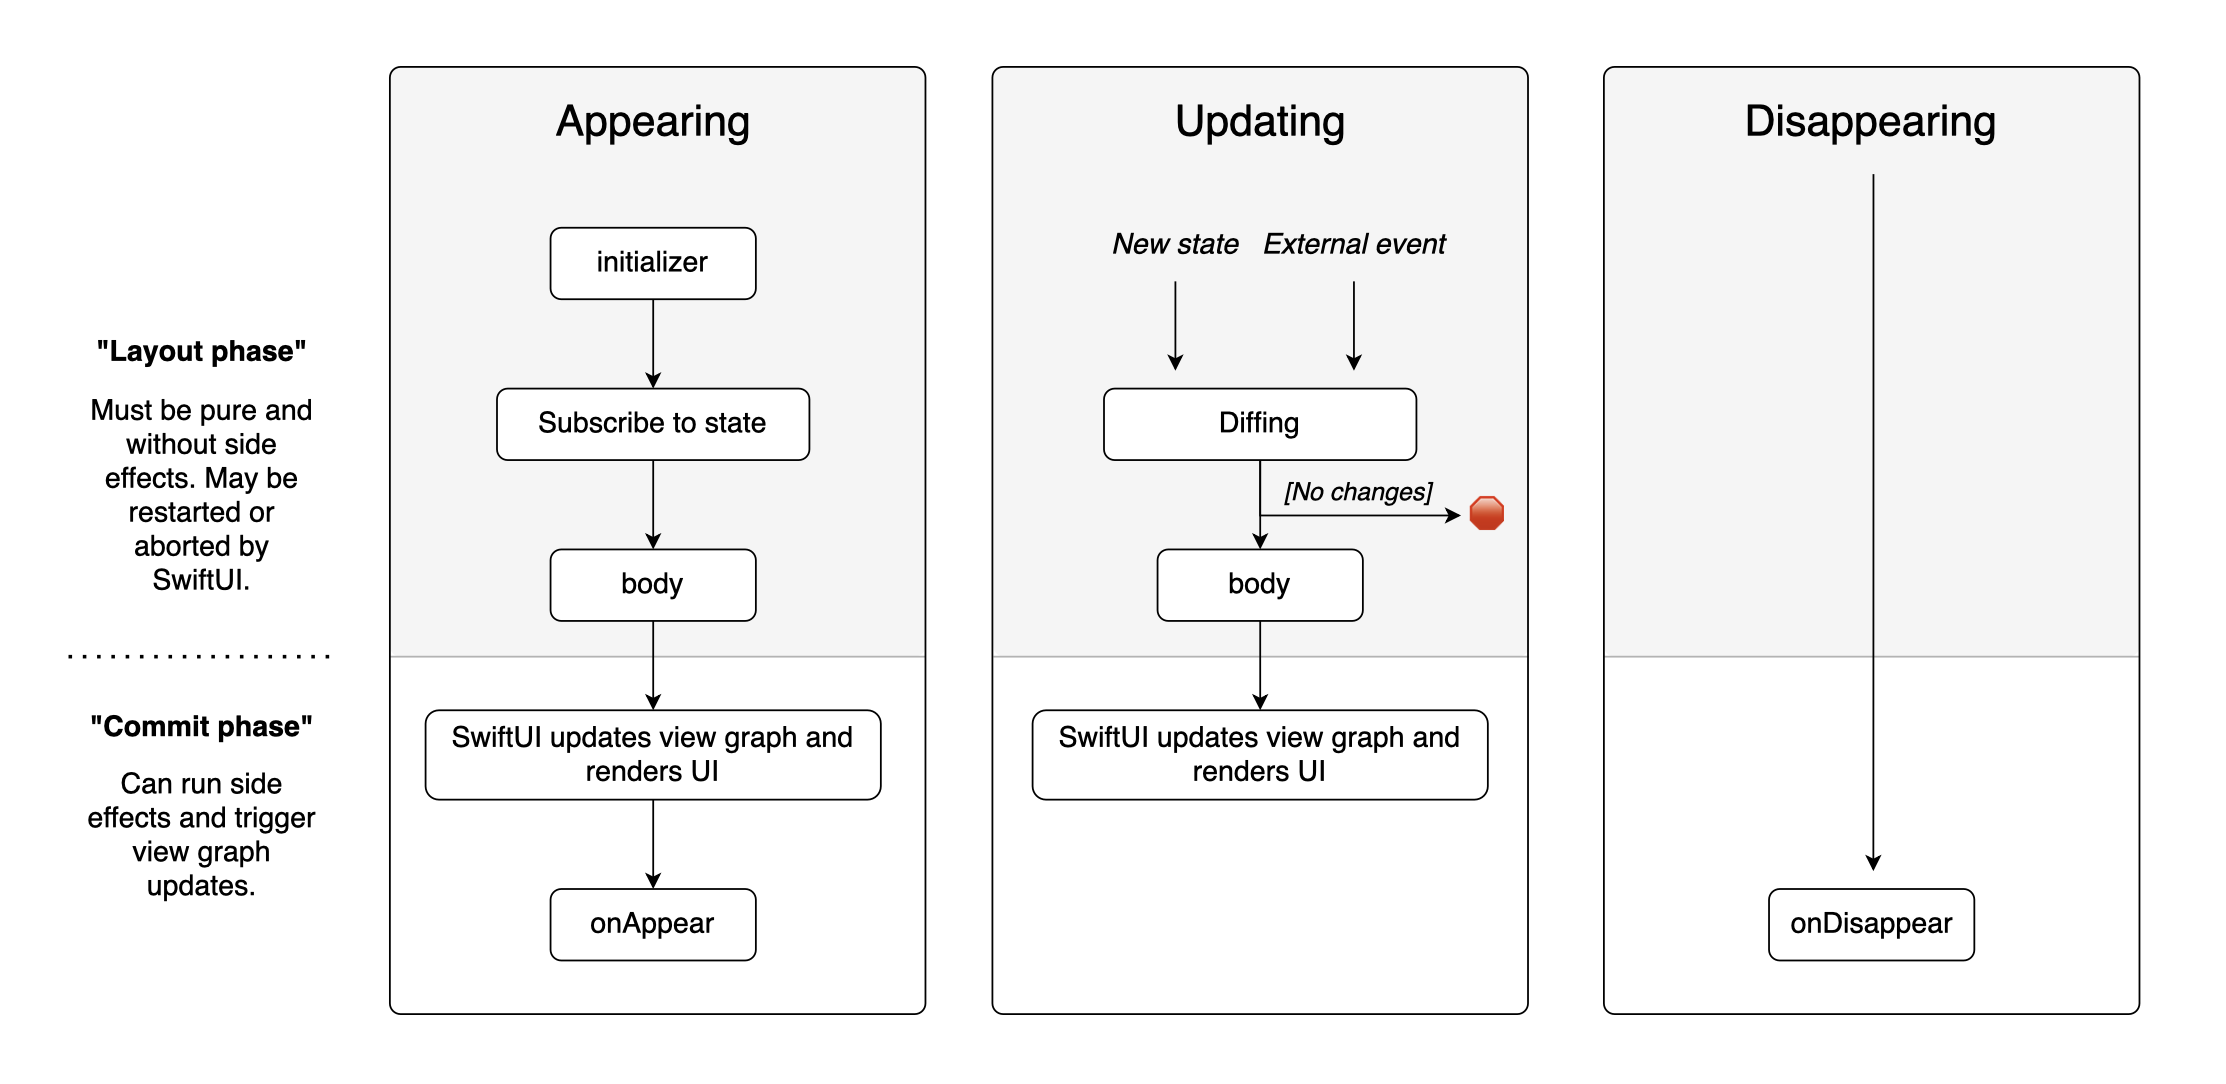 Appearing
Updating
Disappearing
"Layout phase"
Must be pure and
without side
effects. May be
restarted or
aborted by
SwiftUI.
"Commit phase"
Can run side
effects and trigger
view graph
updates.
initializer
Subscribe to state
body
SwiftUI updates view graph and
renders UI
onAppear
New state
External event
Diffing
[No changes]
body
SwiftUI updates view graph and
renders UI
onDisappear